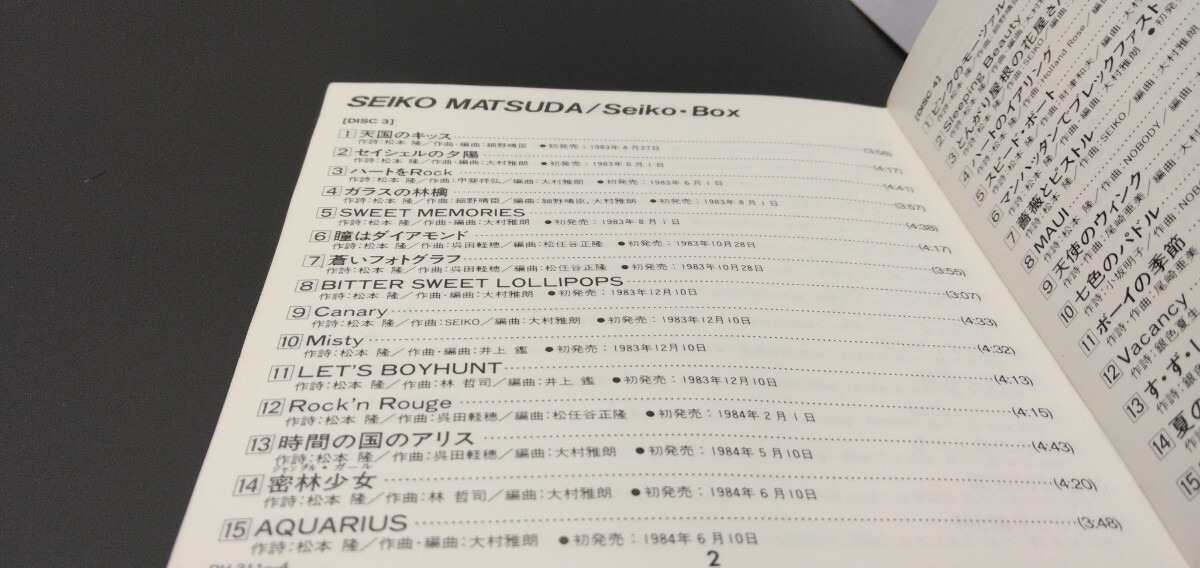 SEIKO MATSUDA/Seiko・Box
[DISC 3]
1 天国のキッス (3:58)
作詩:松本 隆/作曲・編曲:細野晴臣 ●初発売:1983年4月27日
2 セイシェルの夕陽 (4:17)
作詩:松本 隆/作曲・編曲:大村雅朗 ●初発売:1983年6月1日
3 ハートをRock (4:41)
作詩:松本 隆/作曲:甲斐祥弘/編曲:大村雅朗 ●初発売:1983年6月1日
4 ガラスの林檎 (3:57)
作詩:松本 隆/作曲:細野晴臣/編曲:細野晴臣,大村雅朗 ●初発売:1983年8月1日
5 SWEET MEMORIES (4:38)
作詩:松本 隆/作曲・編曲:大村雅朗 ●初発売:1983年8月1日
6 瞳はダイアモンド (4:17)
作詩:松本 隆/作曲:呉田軽穂/編曲:松任谷正隆 ●初発売:1983年10月28日
7 蒼いフォトグラフ (3:55)
作詩:松本 隆/作曲:呉田軽穂/編曲:松任谷正隆 ●初発売:1983年10月28日
8 BITTER SWEET LOLLIPOPS (3:07)
作詩:松本 隆/作曲・編曲:大村雅朗 ●初発売:1983年12月10日
9 Canary (4:33)
作詩:松本 隆/作曲:SEIKO/編曲:大村雅朗 ●初発売:1983年12月10日
10 Misty (4:32)
作詩:松本 隆/作曲・編曲:井上 鑑 ●初発売:1983年12月10日
11 LET'S BOYHUNT (4:13)
作詩:松本 隆/作曲:林 哲司/編曲:井上 鑑 ●初発売:1983年12月10日
12 Rock'n Rouge (4:15)
作詩:松本 隆/作曲:呉田軽穂/編曲:松任谷正隆 ●初発売:1984年2月1日
13 時間の国のアリス (4:43)
作詩:松本 隆/作曲:呉田軽穂/編曲:大村雅朗 ●初発売:1984年5月10日
ジャングル・ガール
14 密林少女 (4:20)
作詩:松本 隆/作曲:林 哲司/編曲:大村雅朗 ●初発売:1984年6月10日
15 AQUARIUS (3:48)
作詩:松本 隆/作曲・編曲:大村雅朗 ●初発売:1984年6月10日
2
[DISC 4]
1 ピンクのモーツァル
2 Sleeping Beauty
3 とんがり屋根の花屋さん
4 ハートのイアリング
5 スピード・ボート
6 マンハッタンでブレックファスト
7 薔薇とピストル
8 MAUI
9 天使のウィンク
10 七色のパドル
11 ボーイの季節
12 Vacancy
13 す・ず・し
14 夏の
15